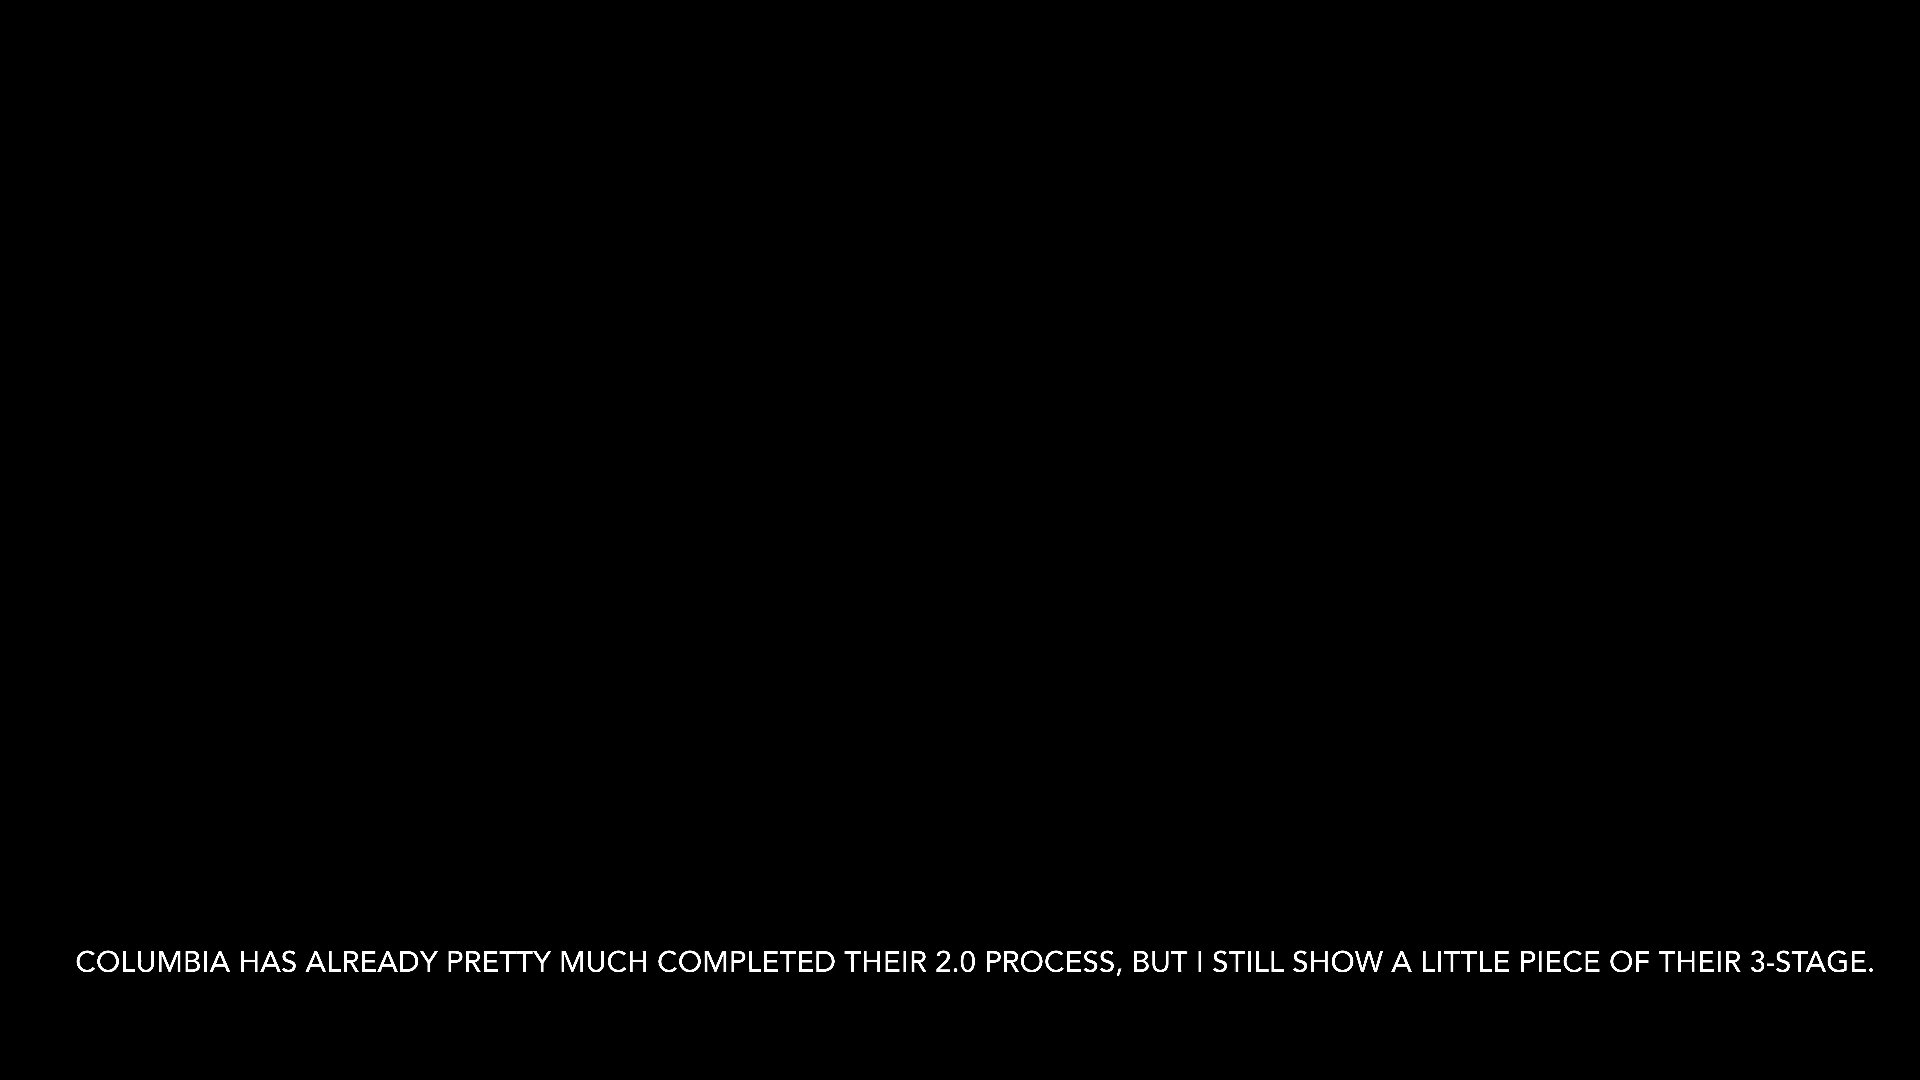 COLUMBIA HAS ALREADY PRETTY MUCH COMPLETED THEIR 2.0 PROCESS, BUT I STILL SHOW A LITTLE PIECE OF THEIR 3-STAGE.